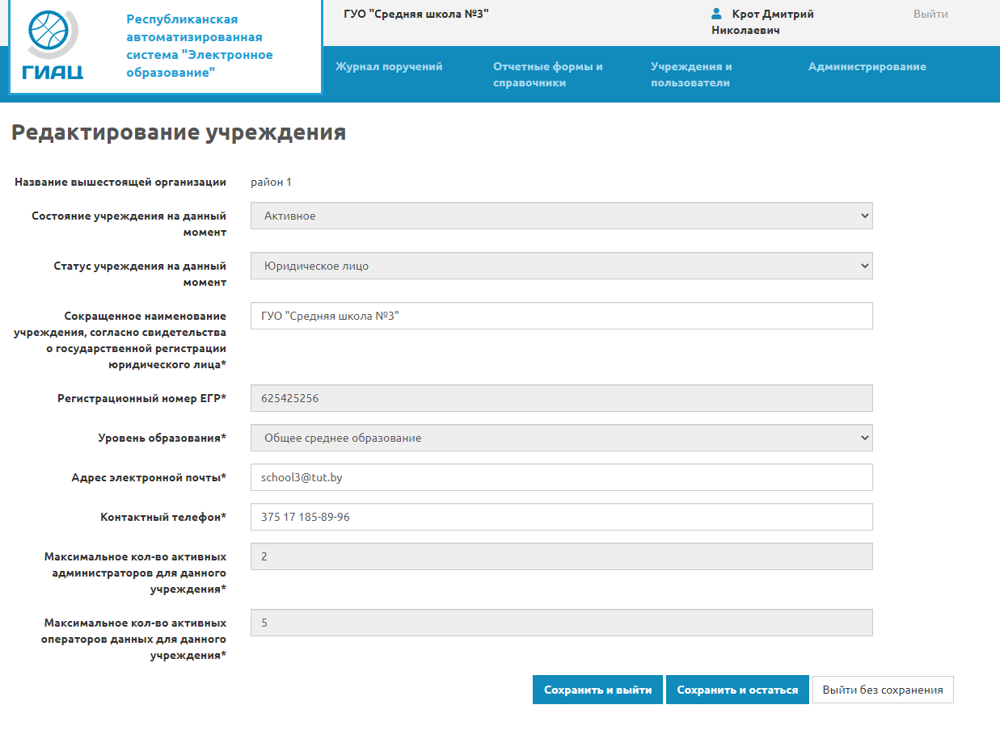 ГИАЦ
Республиканская
автоматизированная
система "Электронное
образование"
ГУО "Средняя школа №3"
Крот Дмитрий
Николаевич
Выйти
Журнал поручений
Отчетные формы и
справочники
Учреждения и
пользователи
Администрирование
Редактирование учреждения
Название вышестоящей организации
район 1
Состояние учреждения на данный
момент
Активное
Статус учреждения на данный
момент
Юридическое лицо
Сокращенное наименование
учреждения, согласно свидетельства
о государственной регистрации
юридического лица*
ГУО "Средняя школа №3"
Регистрационный номер ЕГР*
625425256
Уровень образования*
Общее среднее образование
Адрес электронной почты*
school3@tut.by
Контактный телефон*
375 17 185-89-96
Максимальное кол-во активных
администраторов для данного
учреждения*
2
Максимальное кол-во активных
операторов данных для данного
учреждения*
5
Сохранить и выйти
Сохранить и остаться
Выйти без сохранения